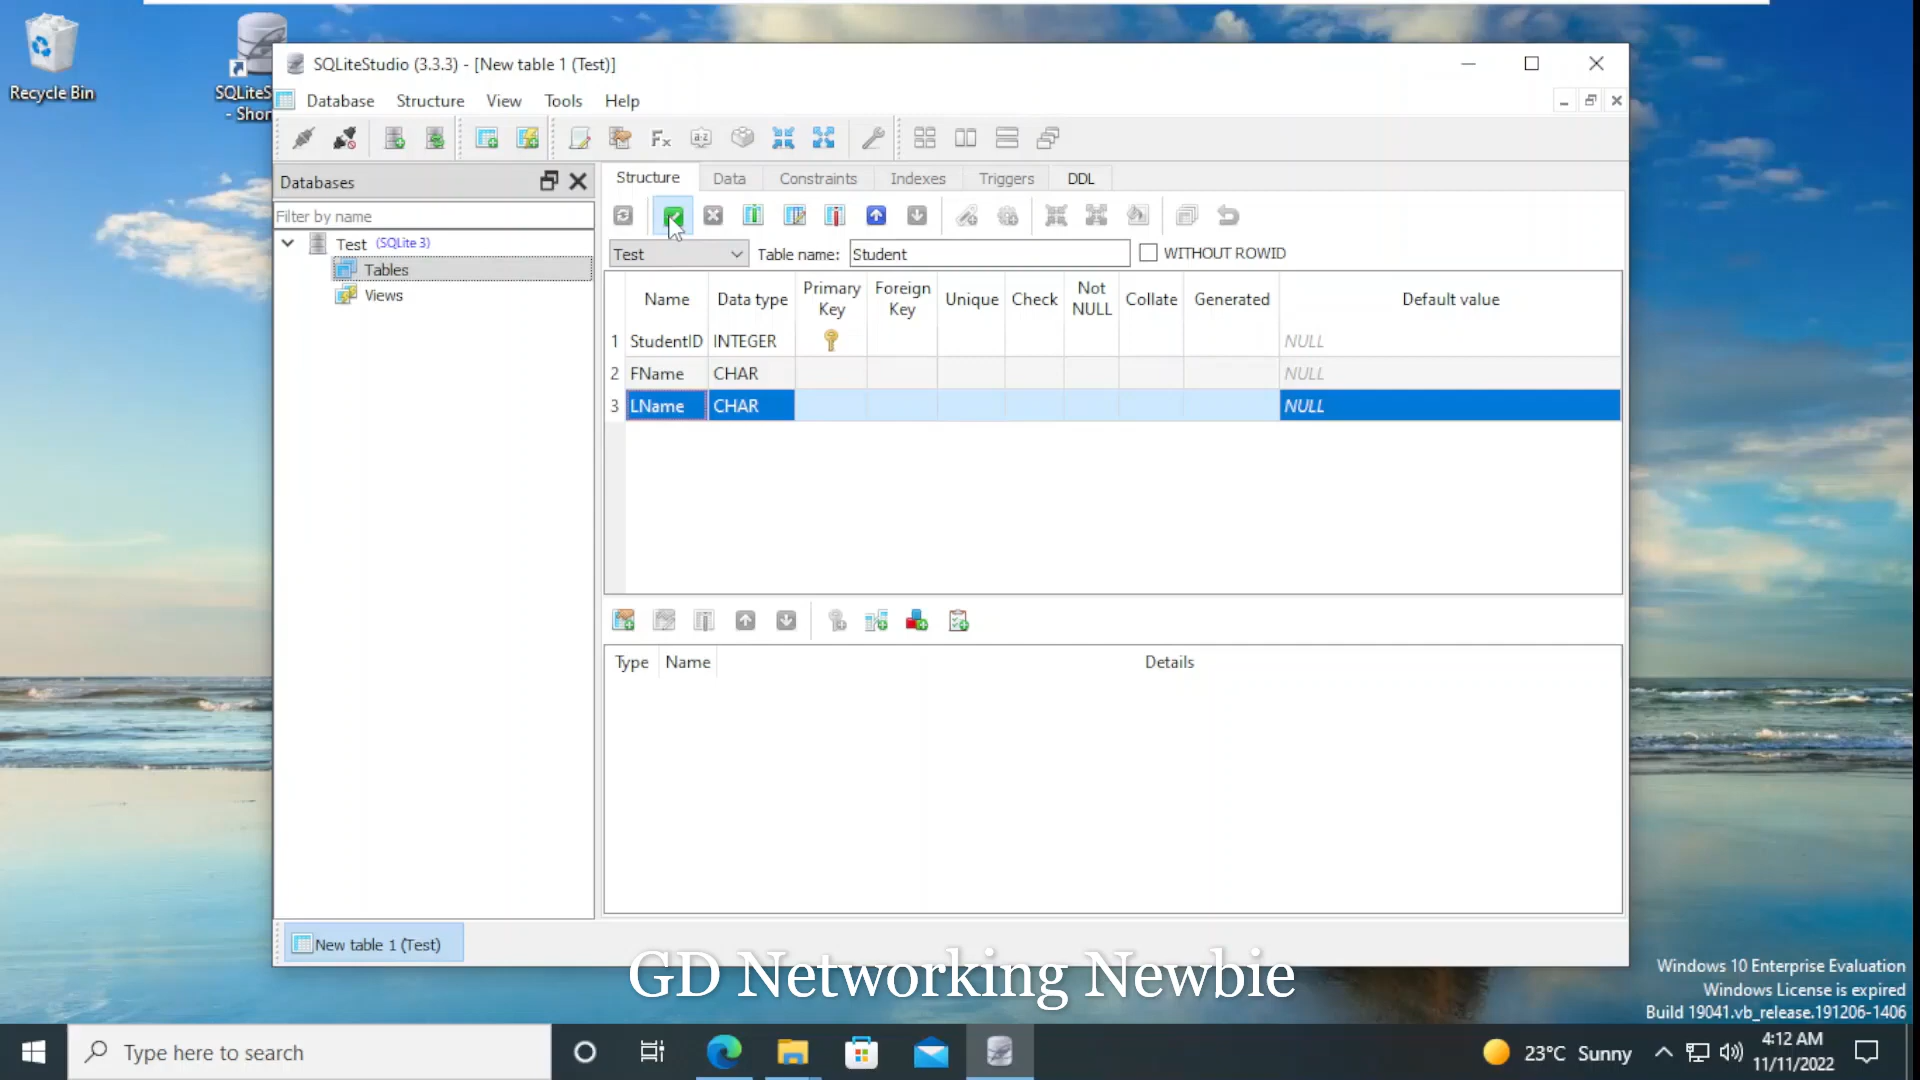 Recycle Bin
SQLiteS
- Shor
SQLiteStudio (3.3.3) - [New table 1 (Test)]
Database Structure View Tools Help
Databases
Filter by name
Test (SQLite 3)
Tables
Views
Structure Data Constraints Indexes Triggers DDL
Test Table name: Student WITHOUT ROWID
Name Data type Primary Key Foreign Key Unique Check Not NULL Collate Generated Default value
1 StudentID INTEGER NULL
2 FName CHAR NULL
3 LName CHAR NULL
Type Name Details
New table 1 (Test)
GD Networking Newbie
Windows 10 Enterprise Evaluation
Windows License is expired
Build 19041.vb_release.191206-1406
Type here to search
23°C Sunny
4:12 AM
11/11/2022